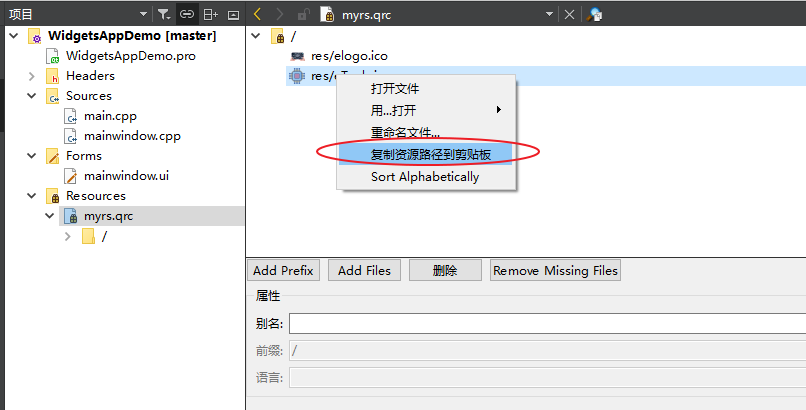 项目
myrs.qrc
WidgetsAppDemo [master]
WidgetsAppDemo.pro
Headers
Sources
main.cpp
mainwindow.cpp
Forms
mainwindow.ui
Resources
myrs.qrc
/
/
res/elogo.ico
打开文件
用...打开
重命名文件...
复制资源路径到剪贴板
Sort Alphabetically
Add Prefix Add Files 删除 Remove Missing Files
属性
别名:
前缀: /
语言: